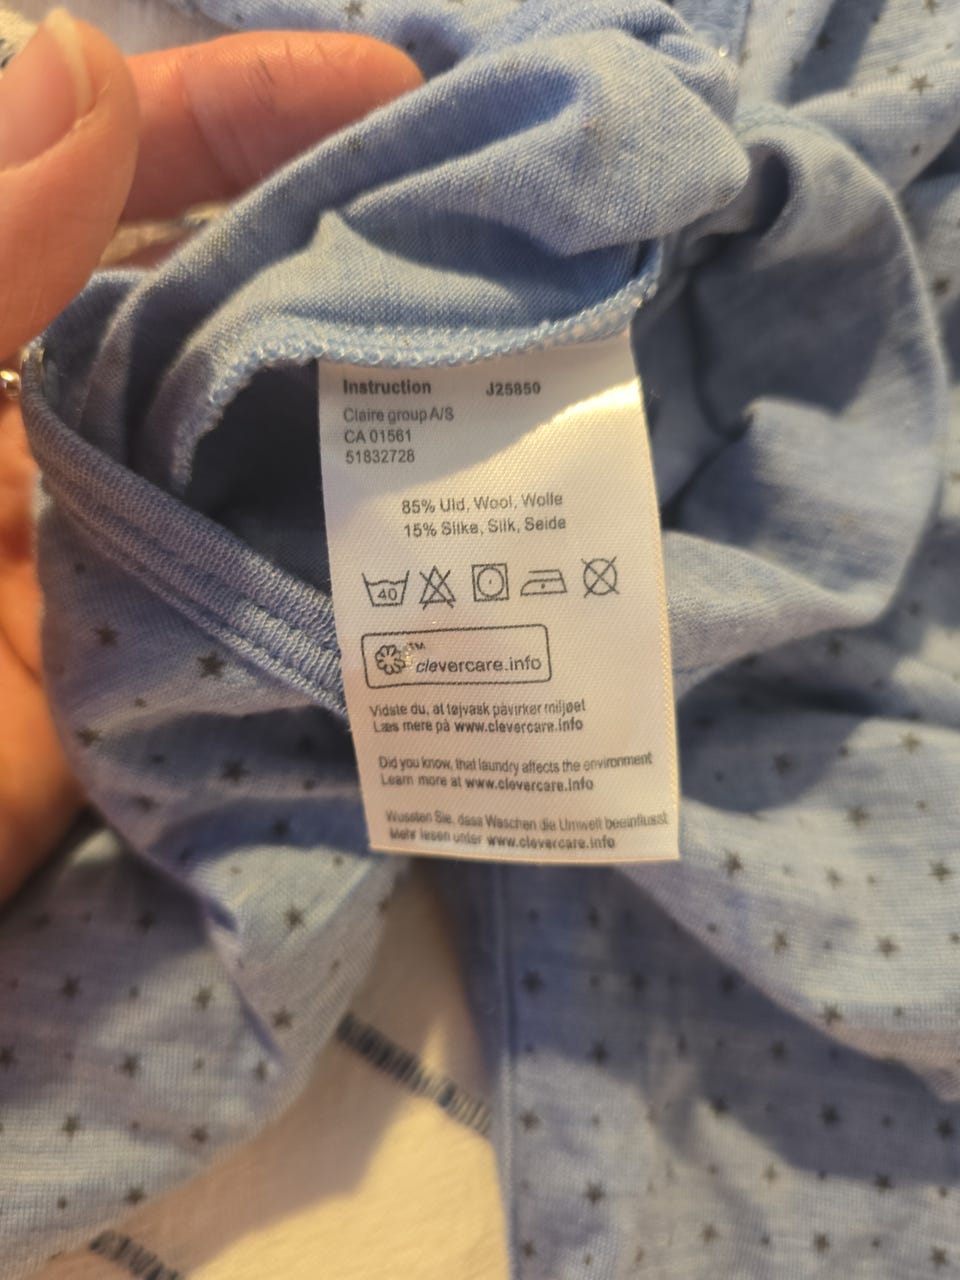 Instruction J25850
Claire group A/S
CA 01561
51832728
85% Uld, Wool, Wolle
15% Silke, Silk, Seide
40
TM
clevercare.info
Vidste du, at tøjvask påvirker miljøet
Læs mere på www.clevercare.info
Did you know, that laundry affects the environment
Learn more at www.clevercare.info
Wussten Sie, dass Waschen die Umwelt beeinflusst
Mehr lesen unter www.clevercare.info